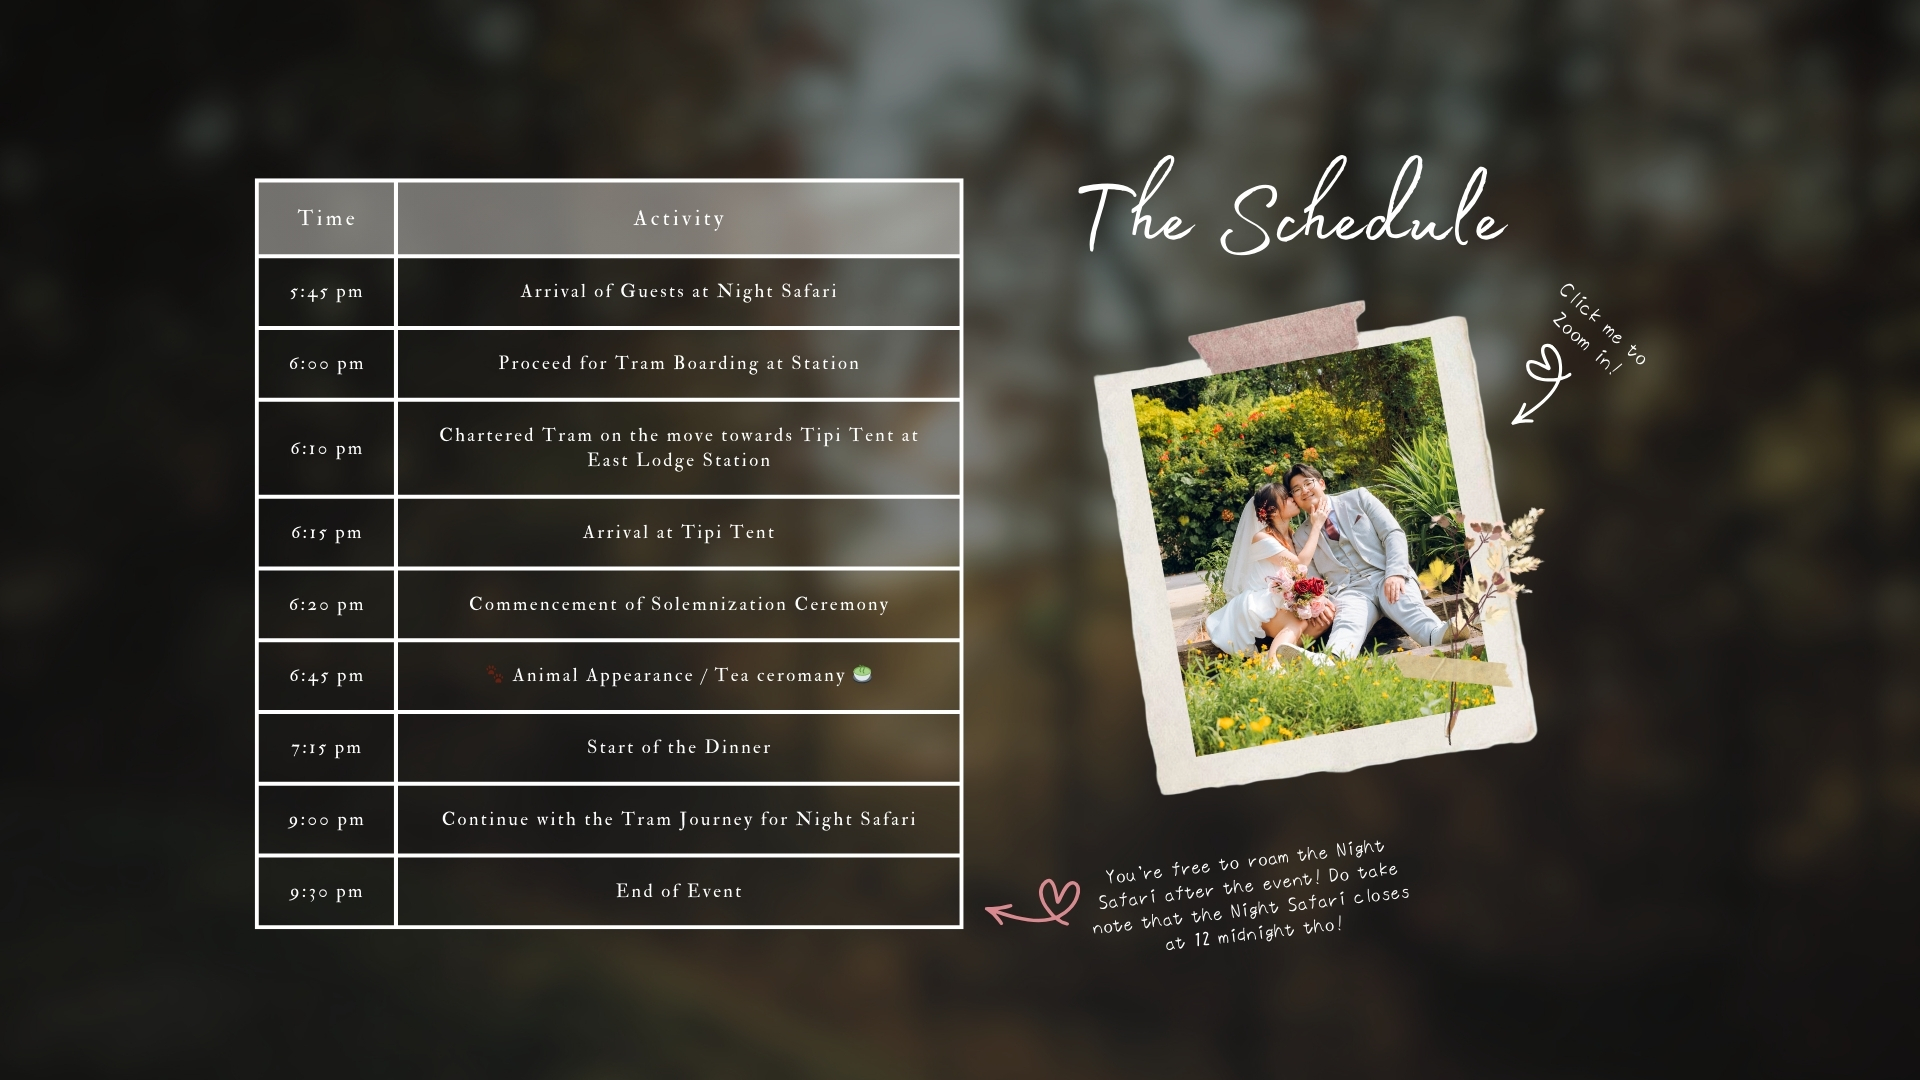 The Schedule
Time Activity
5:45 pm Arrival of Guests at Night Safari
6:00 pm Proceed for Tram Boarding at Station
6:10 pm Chartered Tram on the move towards Tipi Tent at
East Lodge Station
6:15 pm Arrival at Tipi Tent
6:20 pm Commencement of Solemnization Ceremony
6:45 pm 🐾 Animal Appearance / Tea ceromany 🍵
7:15 pm Start of the Dinner
9:00 pm Continue with the Tram Journey for Night Safari
9:30 pm End of Event
Click me to
Zoom in!
You're free to roam the Night
Safari after the event! Do take
note that the Night Safari closes
at 12 midnight tho!